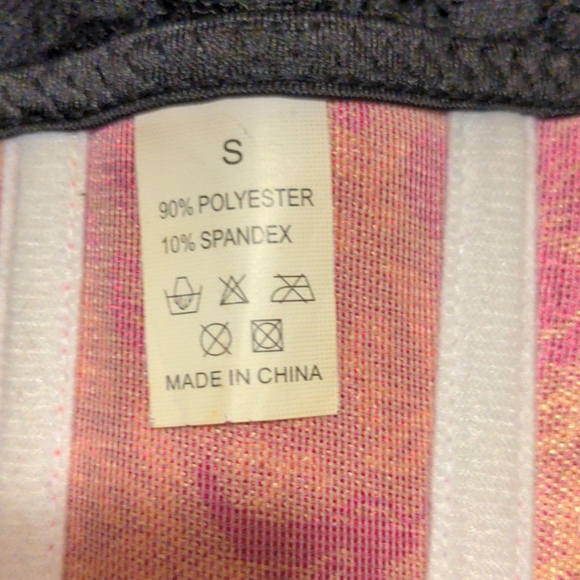 S
90% POLYESTER
10% SPANDEX
MADE IN CHINA